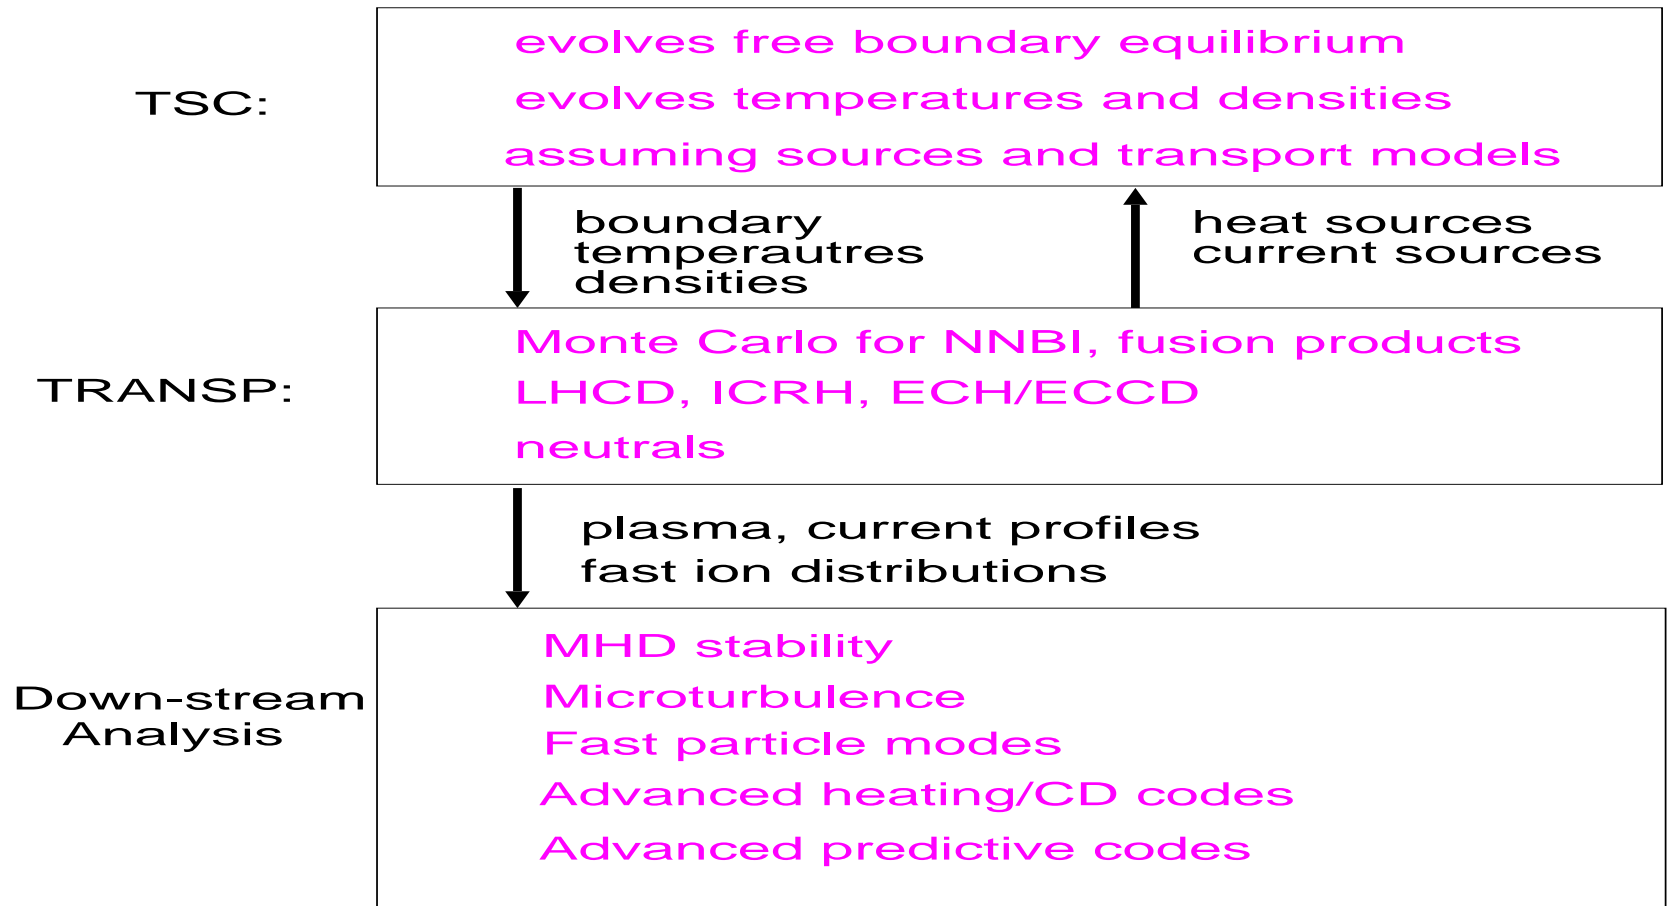 evolves free boundary equilibrium
TSC:
evolves temperatures and densities
assuming sources and transport models
boundary
temperautres
densities
heat sources
current sources
Monte Carlo for NNBI, fusion products
TRANSP:
LHCD, ICRH, ECH/ECCD
neutrals
plasma, current profiles
fast ion distributions
Down-stream
Analysis
MHD stability
Microturbulence
Fast particle modes
Advanced heating/CD codes
Advanced predictive codes